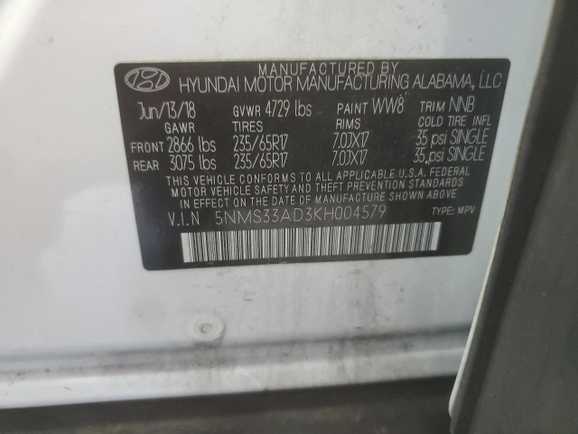 MANUFACTURED BY
HYUNDAI MOTOR MANUFACTURING ALABAMA, LLC
Jun/13/18 GVWR 4729 lbs PAINT WW8 TRIM NNB
GAWR TIRES RIMS COLD TIRE INFL
FRONT 2866 lbs 235/65R17 7.0JX17 35 psi SINGLE
REAR 3075 lbs 235/65R17 7.0JX17 35 psi SINGLE
THIS VEHICLE CONFORMS TO ALL APPLICABLE U.S. FEDERAL
MOTOR VEHICLE SAFETY AND THEFT PREVENTION STANDARDS
IN EFFECT ON THE DATE OF MANUFACTURE SHOWN ABOVE
V.I.N 5NMS33AD3KH004579 TYPE: MPV